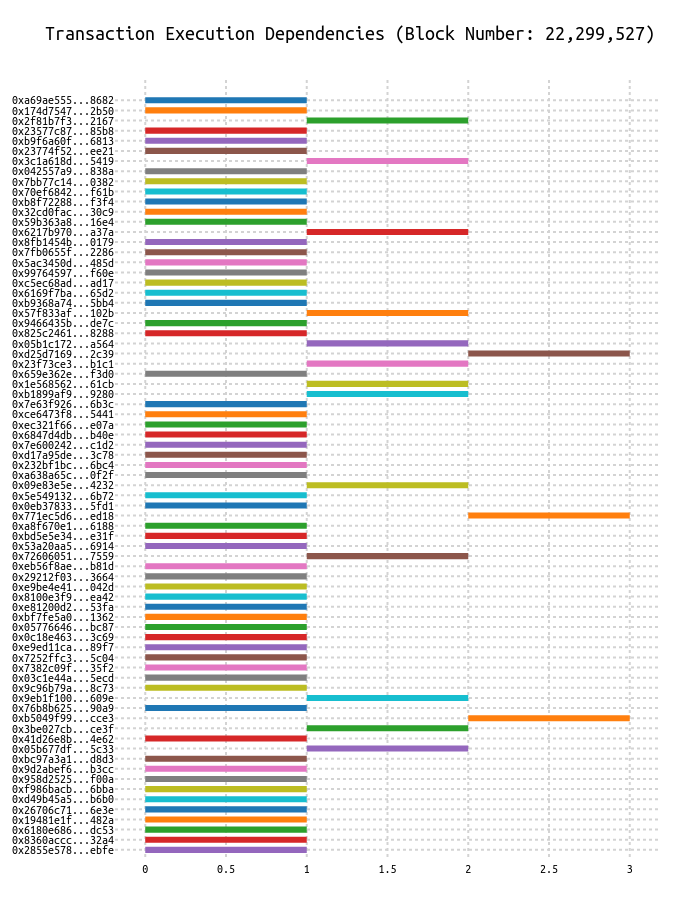 Transaction Execution Dependencies (Block Number: 22,299,527)
0xa69ae555...8682
0x174d7547...2b50
0x2f81b7f3...2167
0x23577c87...85b8
0xb9f6a60f...6813
0x23774f52...ee21
0x3c1a618d...5419
0x042557a9...838a
0x7bb77c14...0382
0x70ef6842...f61b
0xb8f72288...f3f4
0x32cd0fac...30c9
0x59b363a8...16e4
0x6217b970...a37a
0x8fb1454b...0179
0x7fb0655f...2286
0x5ac3450d...485d
0x99764597...f60e
0xc5ec68ad...ad17
0x6169f7ba...65d2
0xb9368a74...5bb4
0x57f833af...102b
0x9466435b...de7c
0x825c2461...8288
0x05b1c172...a564
0xd25d7169...2c39
0x23f73ce3...b1c1
0x659e362e...f3d0
0x1e568562...61cb
0xb1899af9...9280
0x7e63f926...6b3c
0xce6473f8...5441
0xec321f66...e07a
0x6847d4db...b40e
0x7e600242...c1d2
0xd17a95de...3c78
0x232bf1bc...6bc4
0xa638a65c...0f2f
0x09e83e5e...4232
0x5e549132...6b72
0x0eb37833...5fd1
0x771ec5d6...ed18
0xa8f670e1...6188
0xbd5e5e34...e31f
0x53a20aa5...6914
0x72606051...7559
0xeb56f8ae...b81d
0x29212f03...3664
0xe9be4e41...042d
0x8100e3f9...ea42
0xe81200d2...53fa
0xbf7fe5a0...1362
0x05776646...bc87
0x0c18e463...3c69
0xe9ed11ca...89f7
0x7252ffc3...5c04
0x7382c09f...35f2
0x03c1e44a...5ecd
0x9c96b79a...8c73
0x9eb1f100...609e
0x76b8b625...90a9
0xb5049f99...cce3
0x3be027cb...ce3f
0x41d26e8b...4e62
0x05b677df...5c33
0xbc97a3a1...d8d3
0x9d2abef6...b3cc
0x958d2525...f00a
0xf986bacb...6bba
0xd49b45a5...b6b0
0x26706c71...6e3e
0x19481e1f...482a
0x6180e686...dc53
0x8360accc...32a4
0x2855e578...ebfe
0 0.5 1 1.5 2 2.5 3